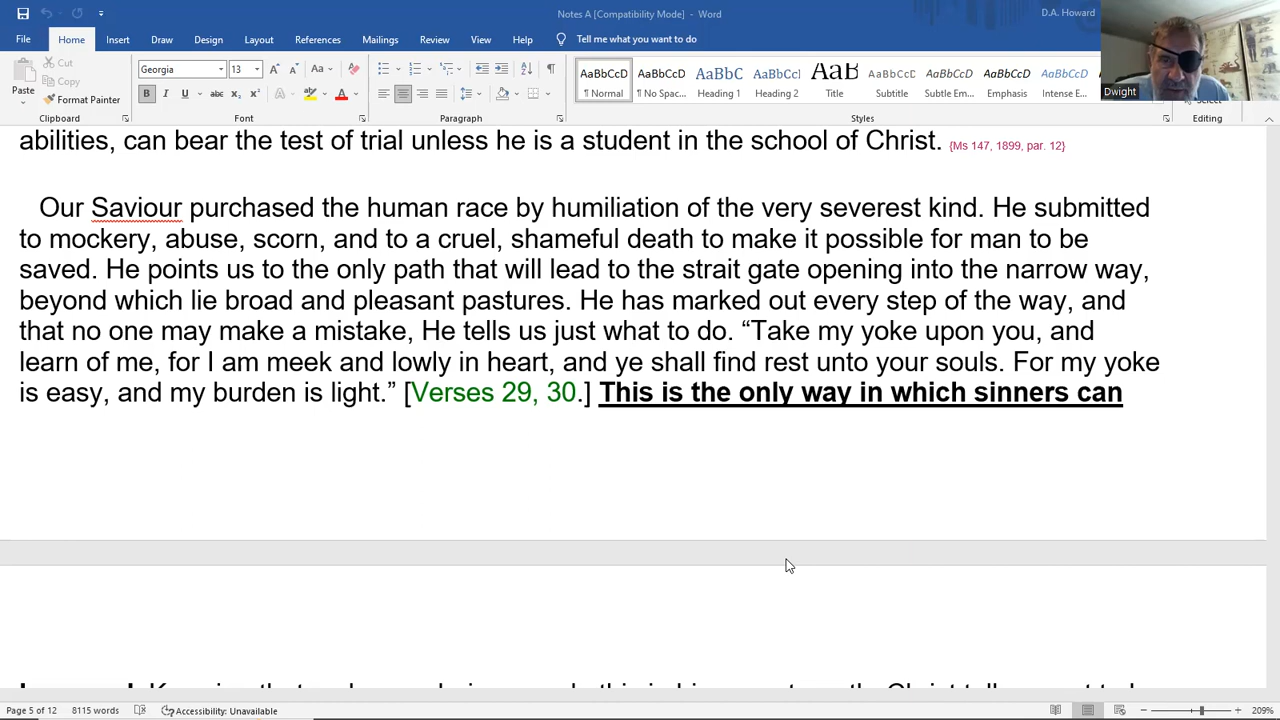 Notes A [Compatibility Mode] - Word
D.A. Howard
File Home Insert Draw Design Layout References Mailings Review View Help Tell me what you want to do
Cut
Copy
Format Painter
Paste
Clipboard
Georgia 13
Font
Paragraph
AaBbCcD AaBbCcD AaBbC AaBbCcI AaB AaBbCcD AaBbCcD AaBbCcD AaBbCcD
¶ Normal ¶ No Spac... Heading 1 Heading 2 Title Subtitle Subtle Em... Emphasis Intense E...
Styles
Dwight
Select
Editing
abilities, can bear the test of trial unless he is a student in the school of Christ. {Ms 147, 1899, par. 12}
Our Saviour purchased the human race by humiliation of the very severest kind. He submitted
to mockery, abuse, scorn, and to a cruel, shameful death to make it possible for man to be
saved. He points us to the only path that will lead to the strait gate opening into the narrow way,
beyond which lie broad and pleasant pastures. He has marked out every step of the way, and
that no one may make a mistake, He tells us just what to do. “Take my yoke upon you, and
learn of me, for I am meek and lowly in heart, and ye shall find rest unto your souls. For my yoke
is easy, and my burden is light.” [Verses 29, 30.] This is the only way in which sinners can
Page 5 of 12 8115 words Accessibility: Unavailable 209%